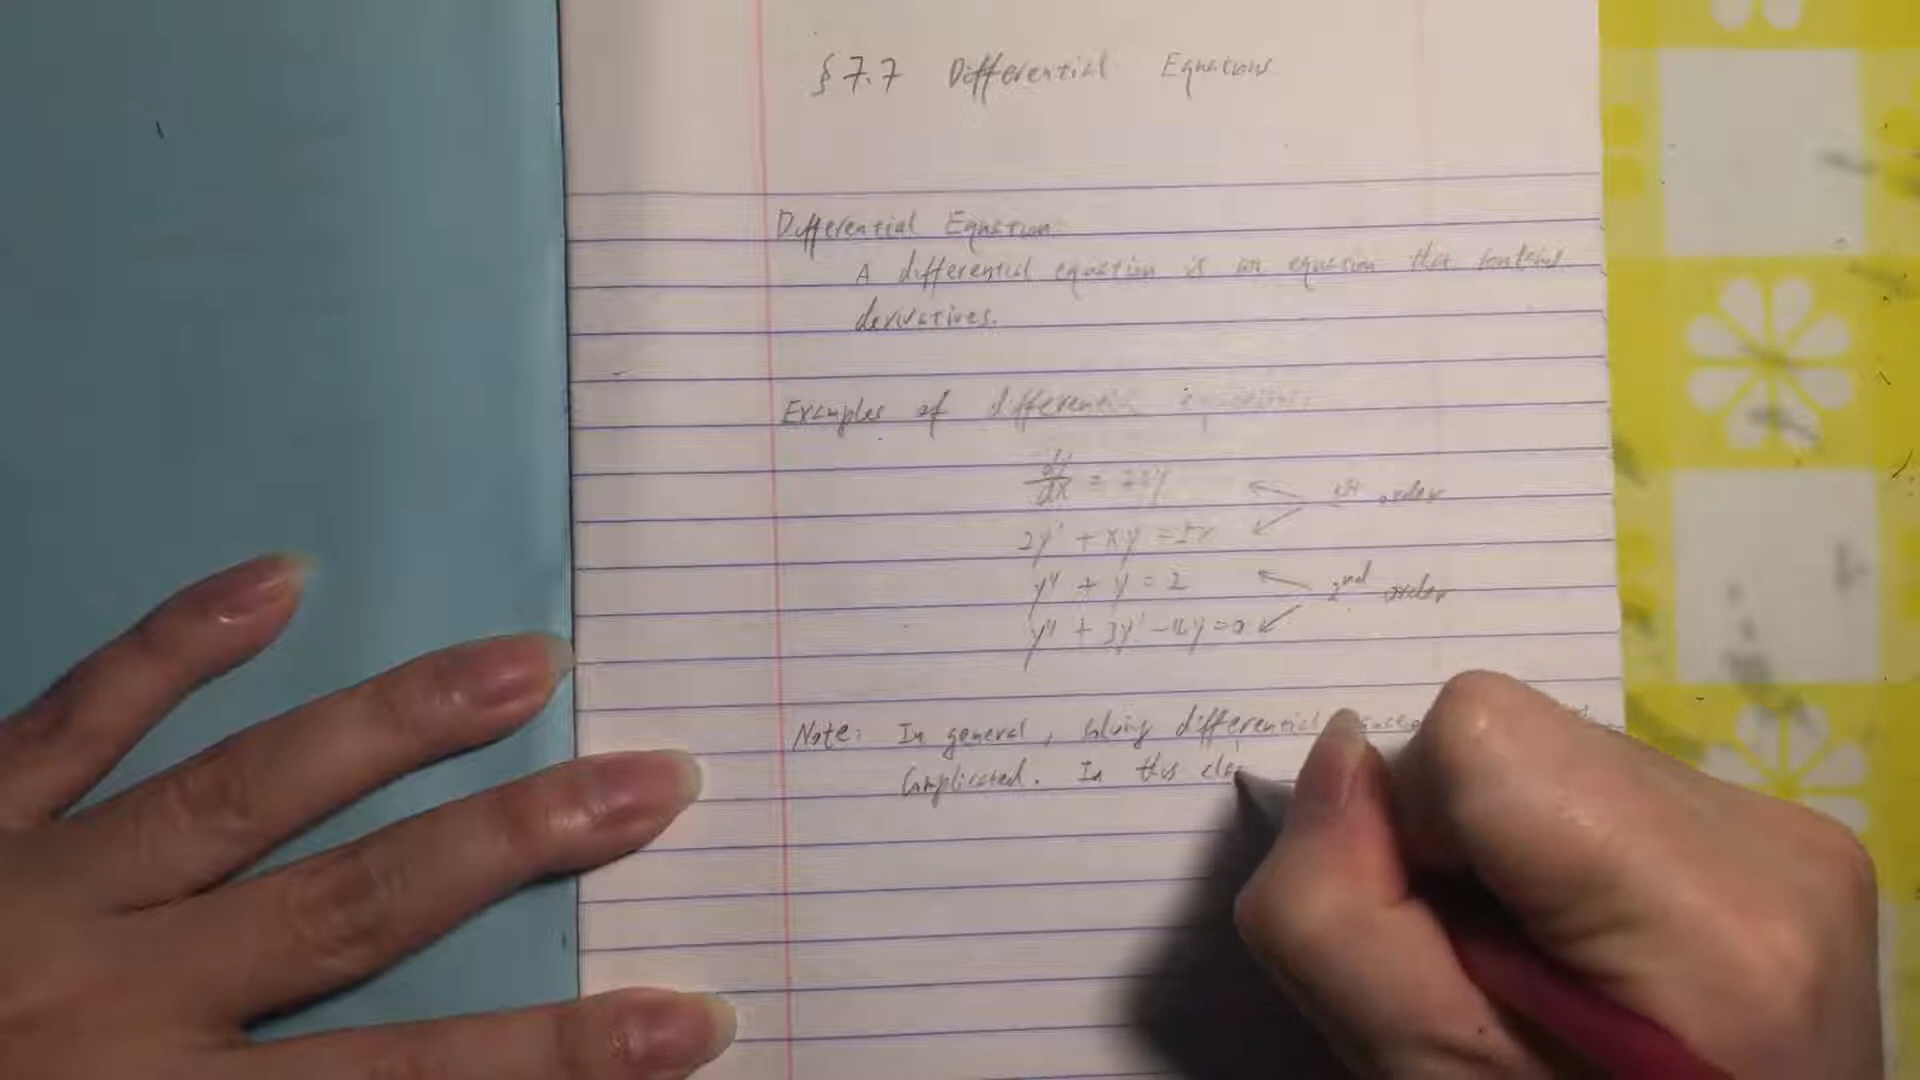 § 7.7 Differential Equations
Differential Equation:
A differential equation is an equation that contains
derivatives.
Examples of differential equations:
dy/dx = 2xy
1st order
2y' + xy = 5x
y'' + y = 2
2nd order
y'' + 3y' - 4y = 0
Note: In general, solving differential
complicated. In this